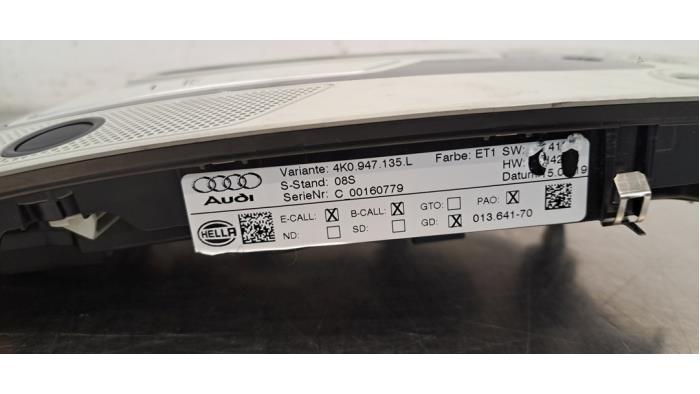 Variante: 4K0.947.135.L Farbe: ET1 SW:
S-Stand: 08S HW:
SerieNr: C 00160779
Audi
E-CALL: X B-CALL: X GTO: PAO: X
ND: SD: GD: X 013.641-70
HELLA